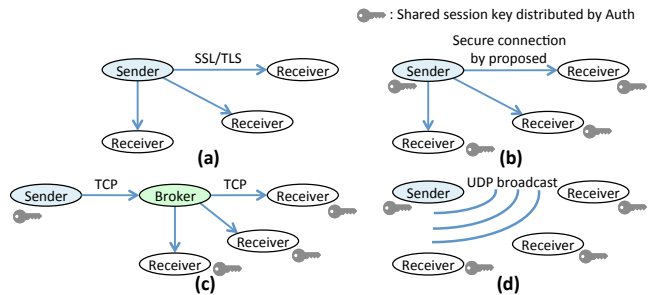 : Shared session key distributed by Auth
(a)
Sender
SSL/TLS
Receiver
Receiver
Receiver
(b)
Sender
Secure connection
by proposed
Receiver
Receiver
Receiver
(c)
Sender
TCP
Broker
TCP
Receiver
Receiver
Receiver
(d)
Sender
UDP broadcast
Receiver
Receiver
Receiver